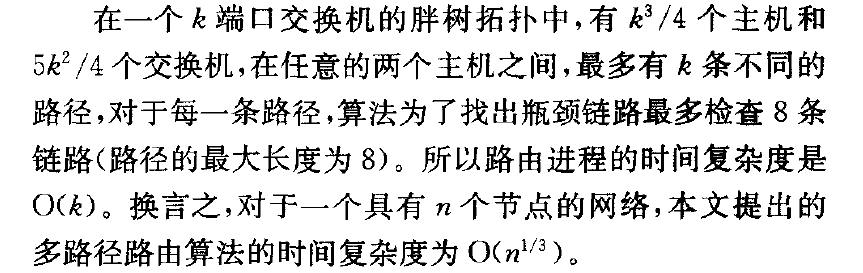 在一个 k 端口交换机的胖树拓扑中,有 k³/4 个主机和
5k²/4 个交换机,在任意的两个主机之间,最多有 k 条不同的
路径,对于每一条路径,算法为了找出瓶颈链路最多检查 8 条
链路(路径的最大长度为 8)。所以路由进程的时间复杂度是
O(k)。换言之,对于一个具有 n 个节点的网络,本文提出的
多路径路由算法的时间复杂度为 O(n^{1/3})。